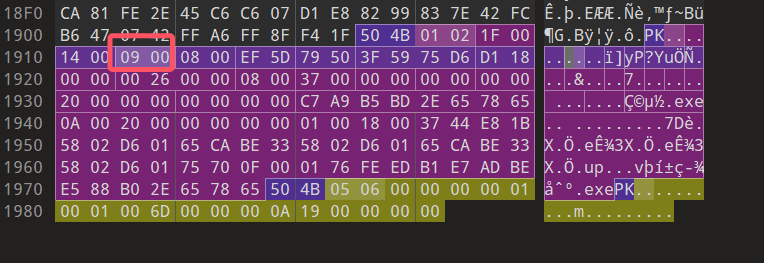 18F0 CA 81 FE 2E 45 C6 C6 07 D1 E8 82 99 83 7E 42 FC Ê.þ.EÆÆ.Ñè‚™ƒ~Bü
1900 B6 47 07 42 FF A6 FF 8F F4 1F 50 4B 01 02 1F 00 ¶G.Bÿ¦ÿ.ô.PK....
1910 14 00 09 00 08 00 EF 5D 79 50 3F 59 75 D6 D1 18 ......ï]yP?YuÖÑ.
1920 00 00 00 26 00 00 08 00 37 00 00 00 00 00 00 00 ...&....7.......
1930 20 00 00 00 00 00 00 00 C7 A9 B5 BD 2E 65 78 65  .......Ç©µ½.exe
1940 0A 00 20 00 00 00 00 00 01 00 18 00 37 44 E8 1B .. .........7Dè.
1950 58 02 D6 01 65 CA BE 33 58 02 D6 01 65 CA BE 33 X.Ö.eÊ¾3X.Ö.eÊ¾3
1960 58 02 D6 01 75 70 0F 00 01 76 FE ED B1 E7 AD BE X.Ö.up...vþí±ç-¾
1970 E5 88 B0 2E 65 78 65 50 4B 05 06 00 00 00 00 01 åˆ°.exePK.......
1980 00 01 00 6D 00 00 00 0A 19 00 00 00 00 ...m.........